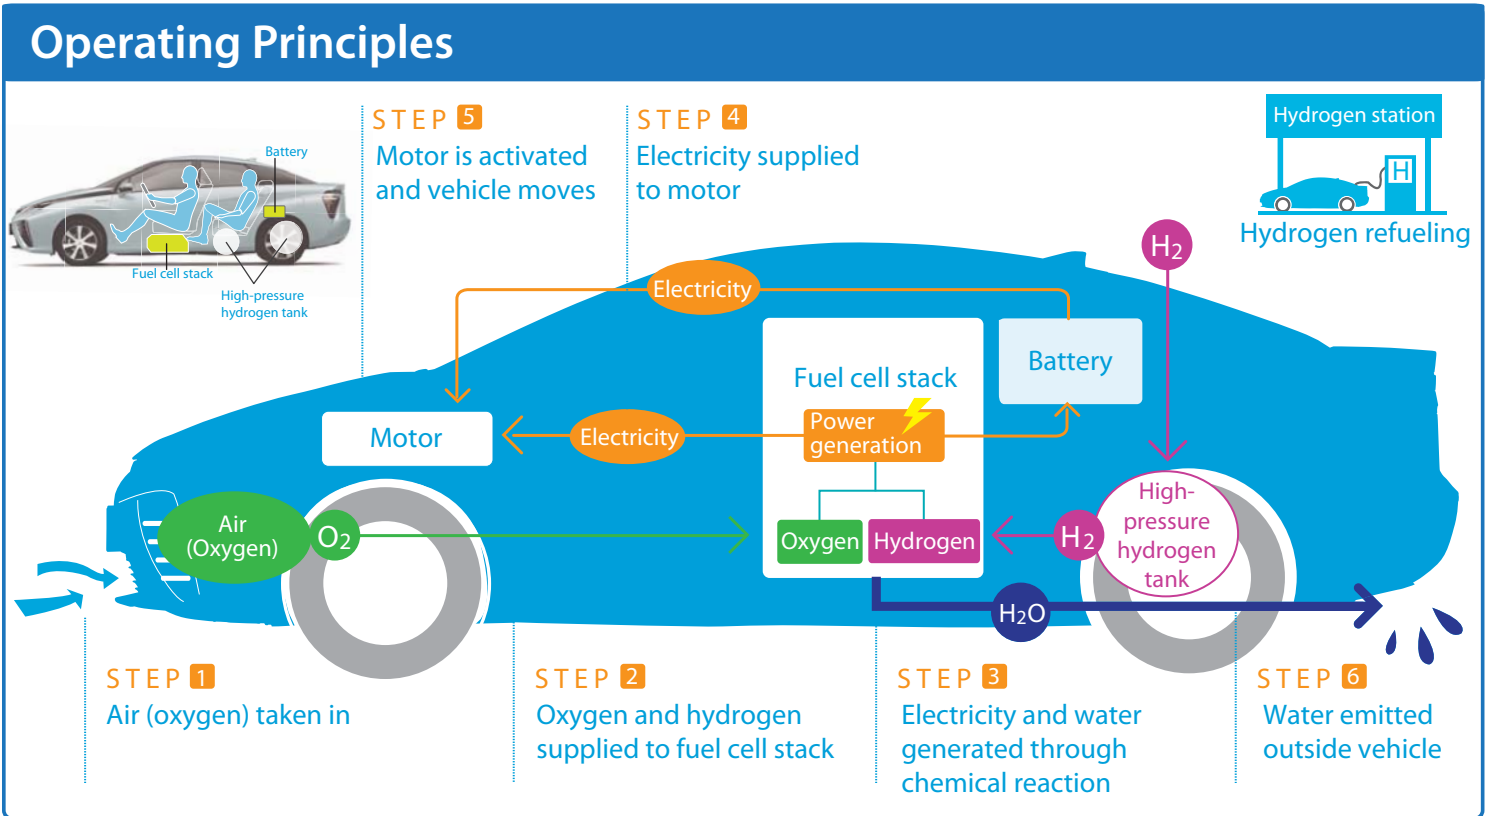 Operating Principles
Battery
Fuel cell stack
High-pressure
hydrogen tank
STEP 5
Motor is activated
and vehicle moves
STEP 4
Electricity supplied
to motor
Hydrogen station
H
Hydrogen refueling
H2
Electricity
Battery
Fuel cell stack
Power
generation
Electricity
Motor
Air
(Oxygen)
O2
Oxygen
Hydrogen
H2
High-
pressure
hydrogen
tank
H2O
STEP 1
Air (oxygen) taken in
STEP 2
Oxygen and hydrogen
supplied to fuel cell stack
STEP 3
Electricity and water
generated through
chemical reaction
STEP 6
Water emitted
outside vehicle